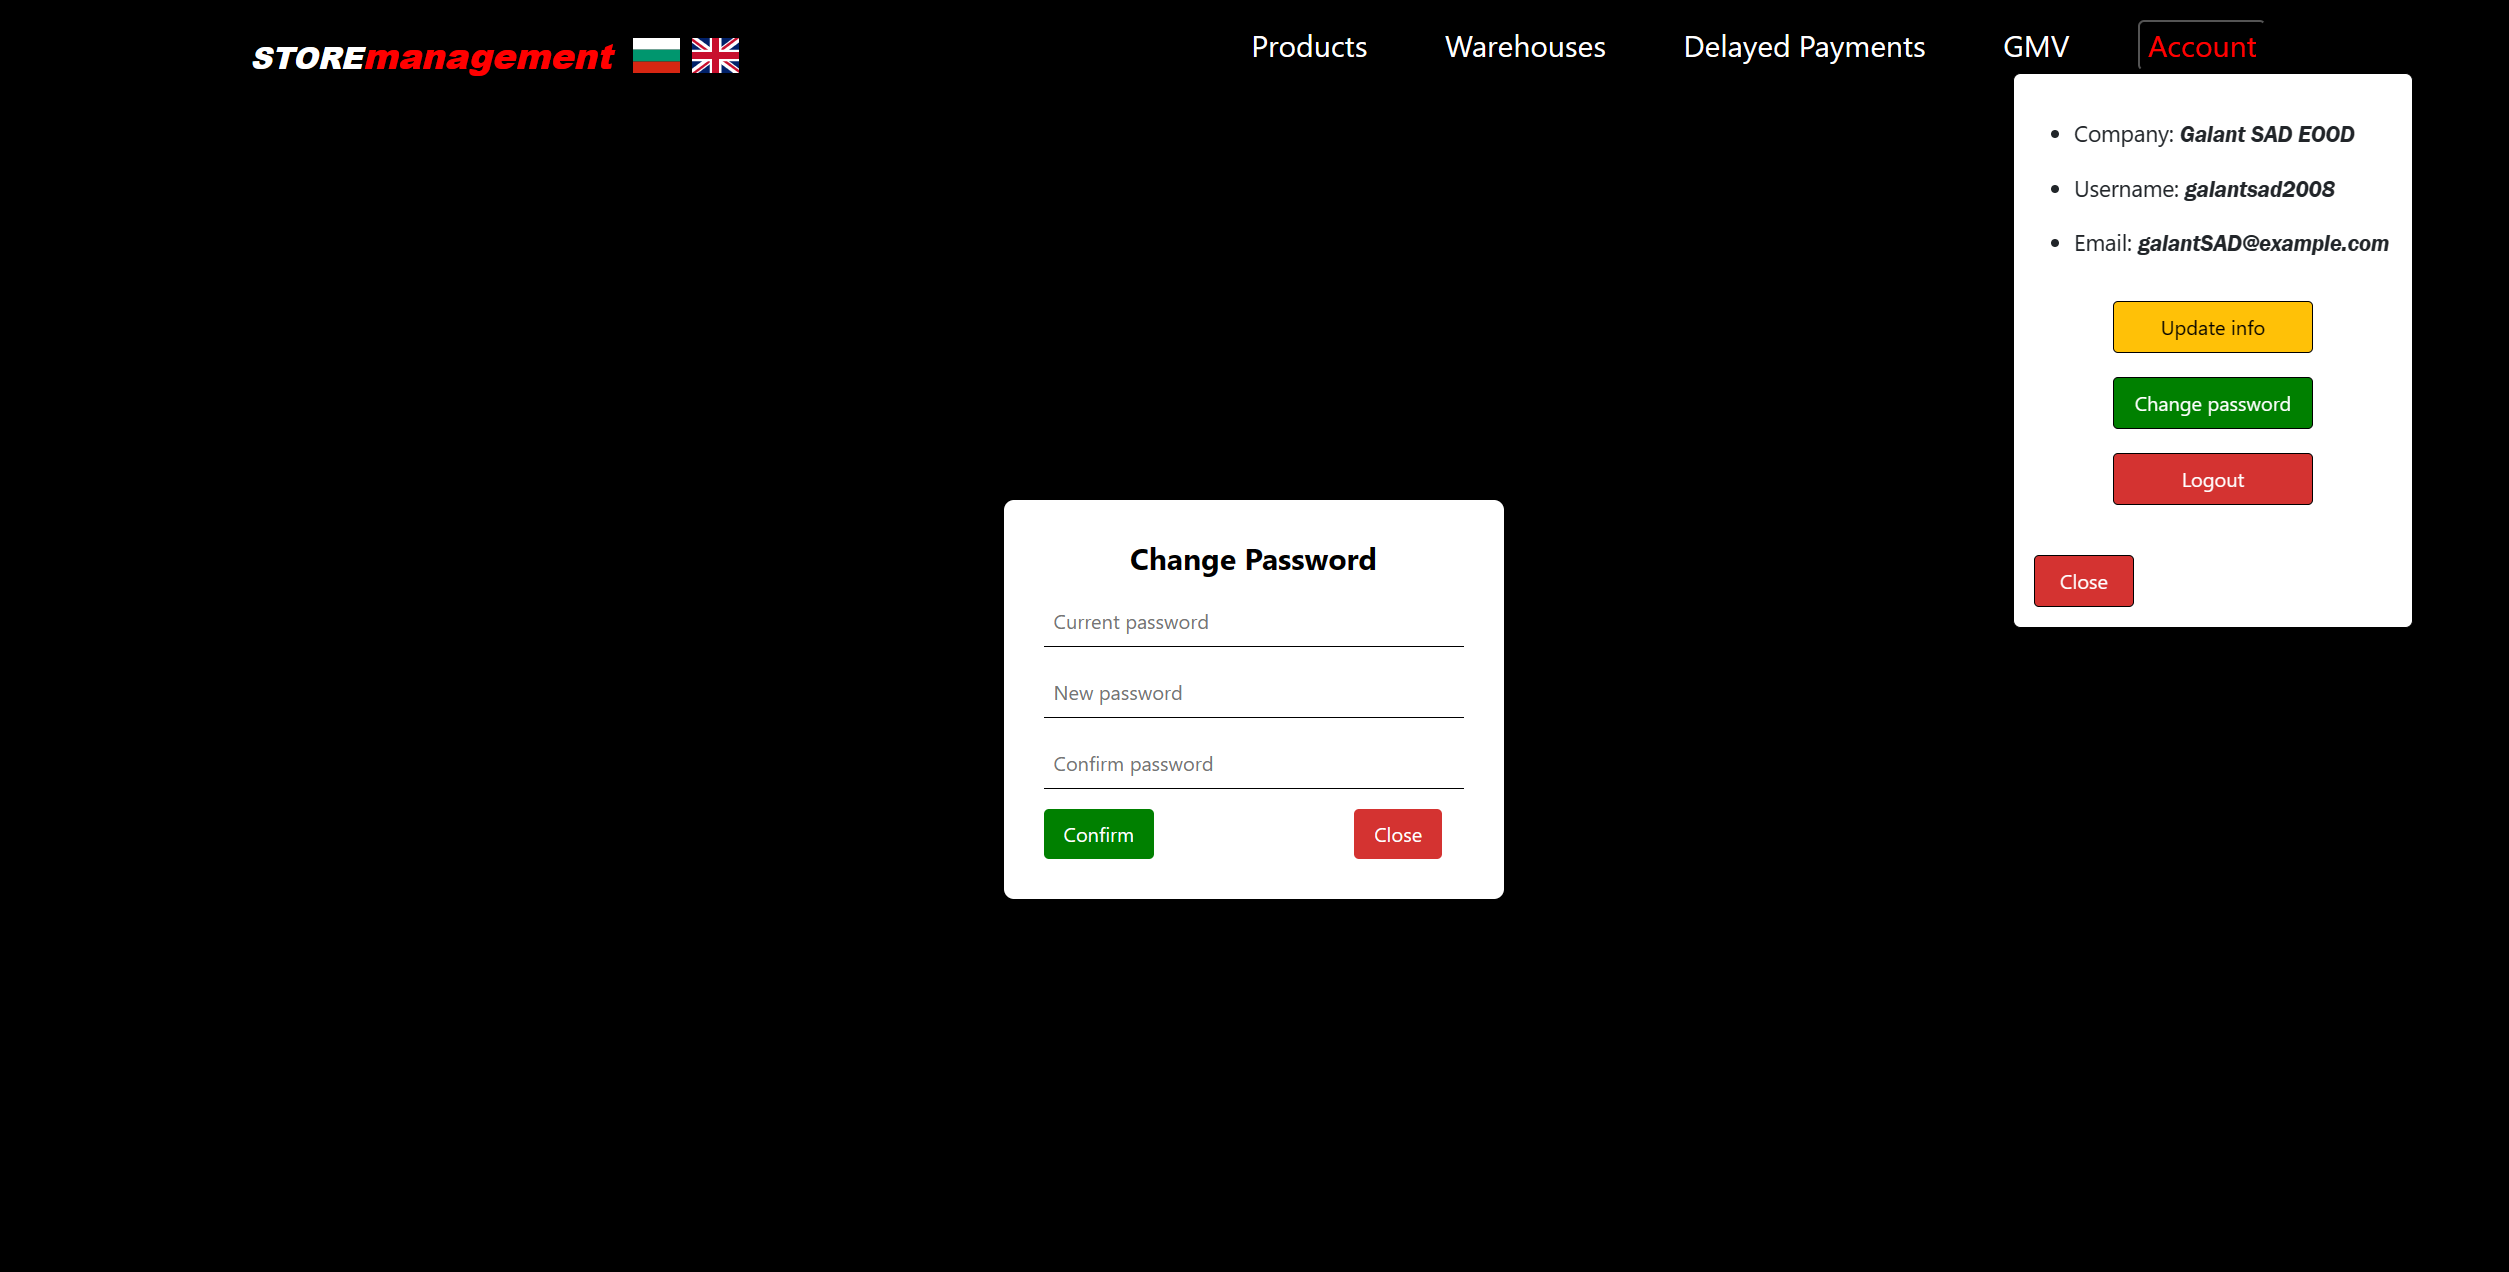 STOREmanagement
Products Warehouses Delayed Payments GMV Account
Company: Galant SAD EOOD
Username: galantsad2008
Email: galantSAD@example.com
Update info
Change password
Logout
Close
Change Password
Current password
New password
Confirm password
Confirm Close